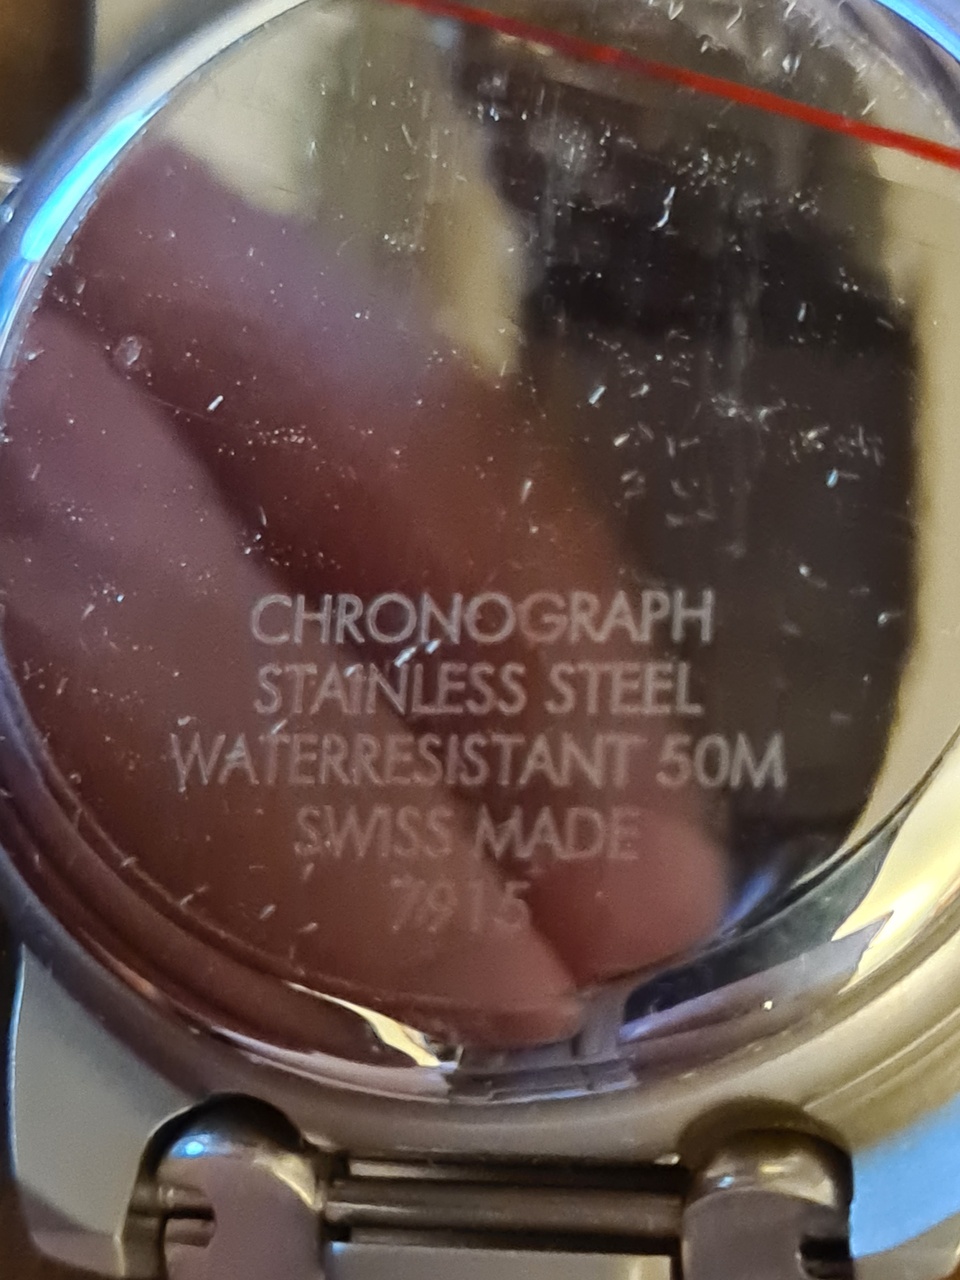 CHRONOGRAPH
STAINLESS STEEL
WATERRESISTANT 50M
SWISS MADE
7915